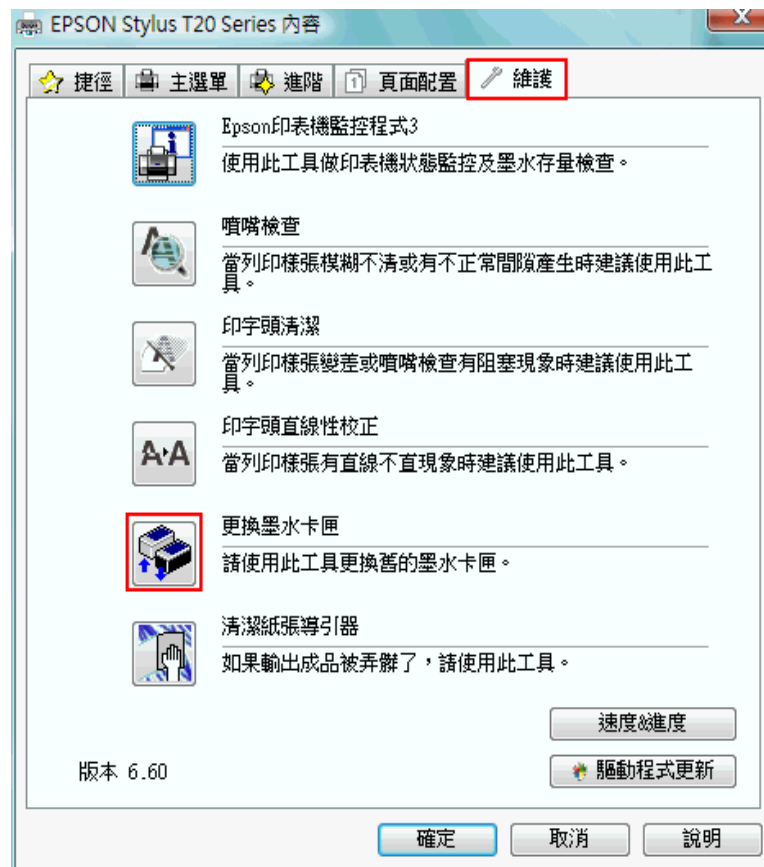 EPSON Stylus T20 Series 內容
捷徑 主選單 進階 頁面配置 維護
Epson印表機監控程式3
使用此工具做印表機狀態監控及墨水存量檢查。
噴嘴檢查
當列印樣張模糊不清或有不正常間隙產生時建議使用此工
具。
印字頭清潔
當列印樣張變差或噴嘴檢查有阻塞現象時建議使用此工
具。
印字頭直線性校正
當列印樣張有直線不直現象時建議使用此工具。
更換墨水卡匣
請使用此工具更換舊的墨水卡匣。
清潔紙張導引器
如果輸出成品被弄髒了，請使用此工具。
速度&進度
版本 6.60
驅動程式更新
確定 取消 說明